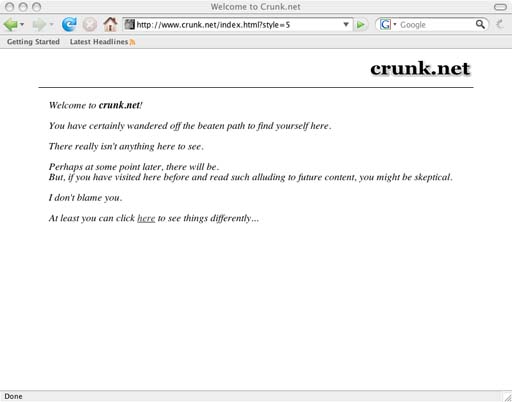 Welcome to Crunk.net
http://www.crunk.net/index.html?style=5
Google
Getting Started Latest Headlines
crunk.net
Welcome to crunk.net!
You have certainly wandered off the beaten path to find yourself here.
There really isn't anything here to see.
Perhaps at some point later, there will be.
But, if you have visited here before and read such alluding to future content, you might be skeptical.
I don't blame you.
At least you can click here to see things differently...
Done